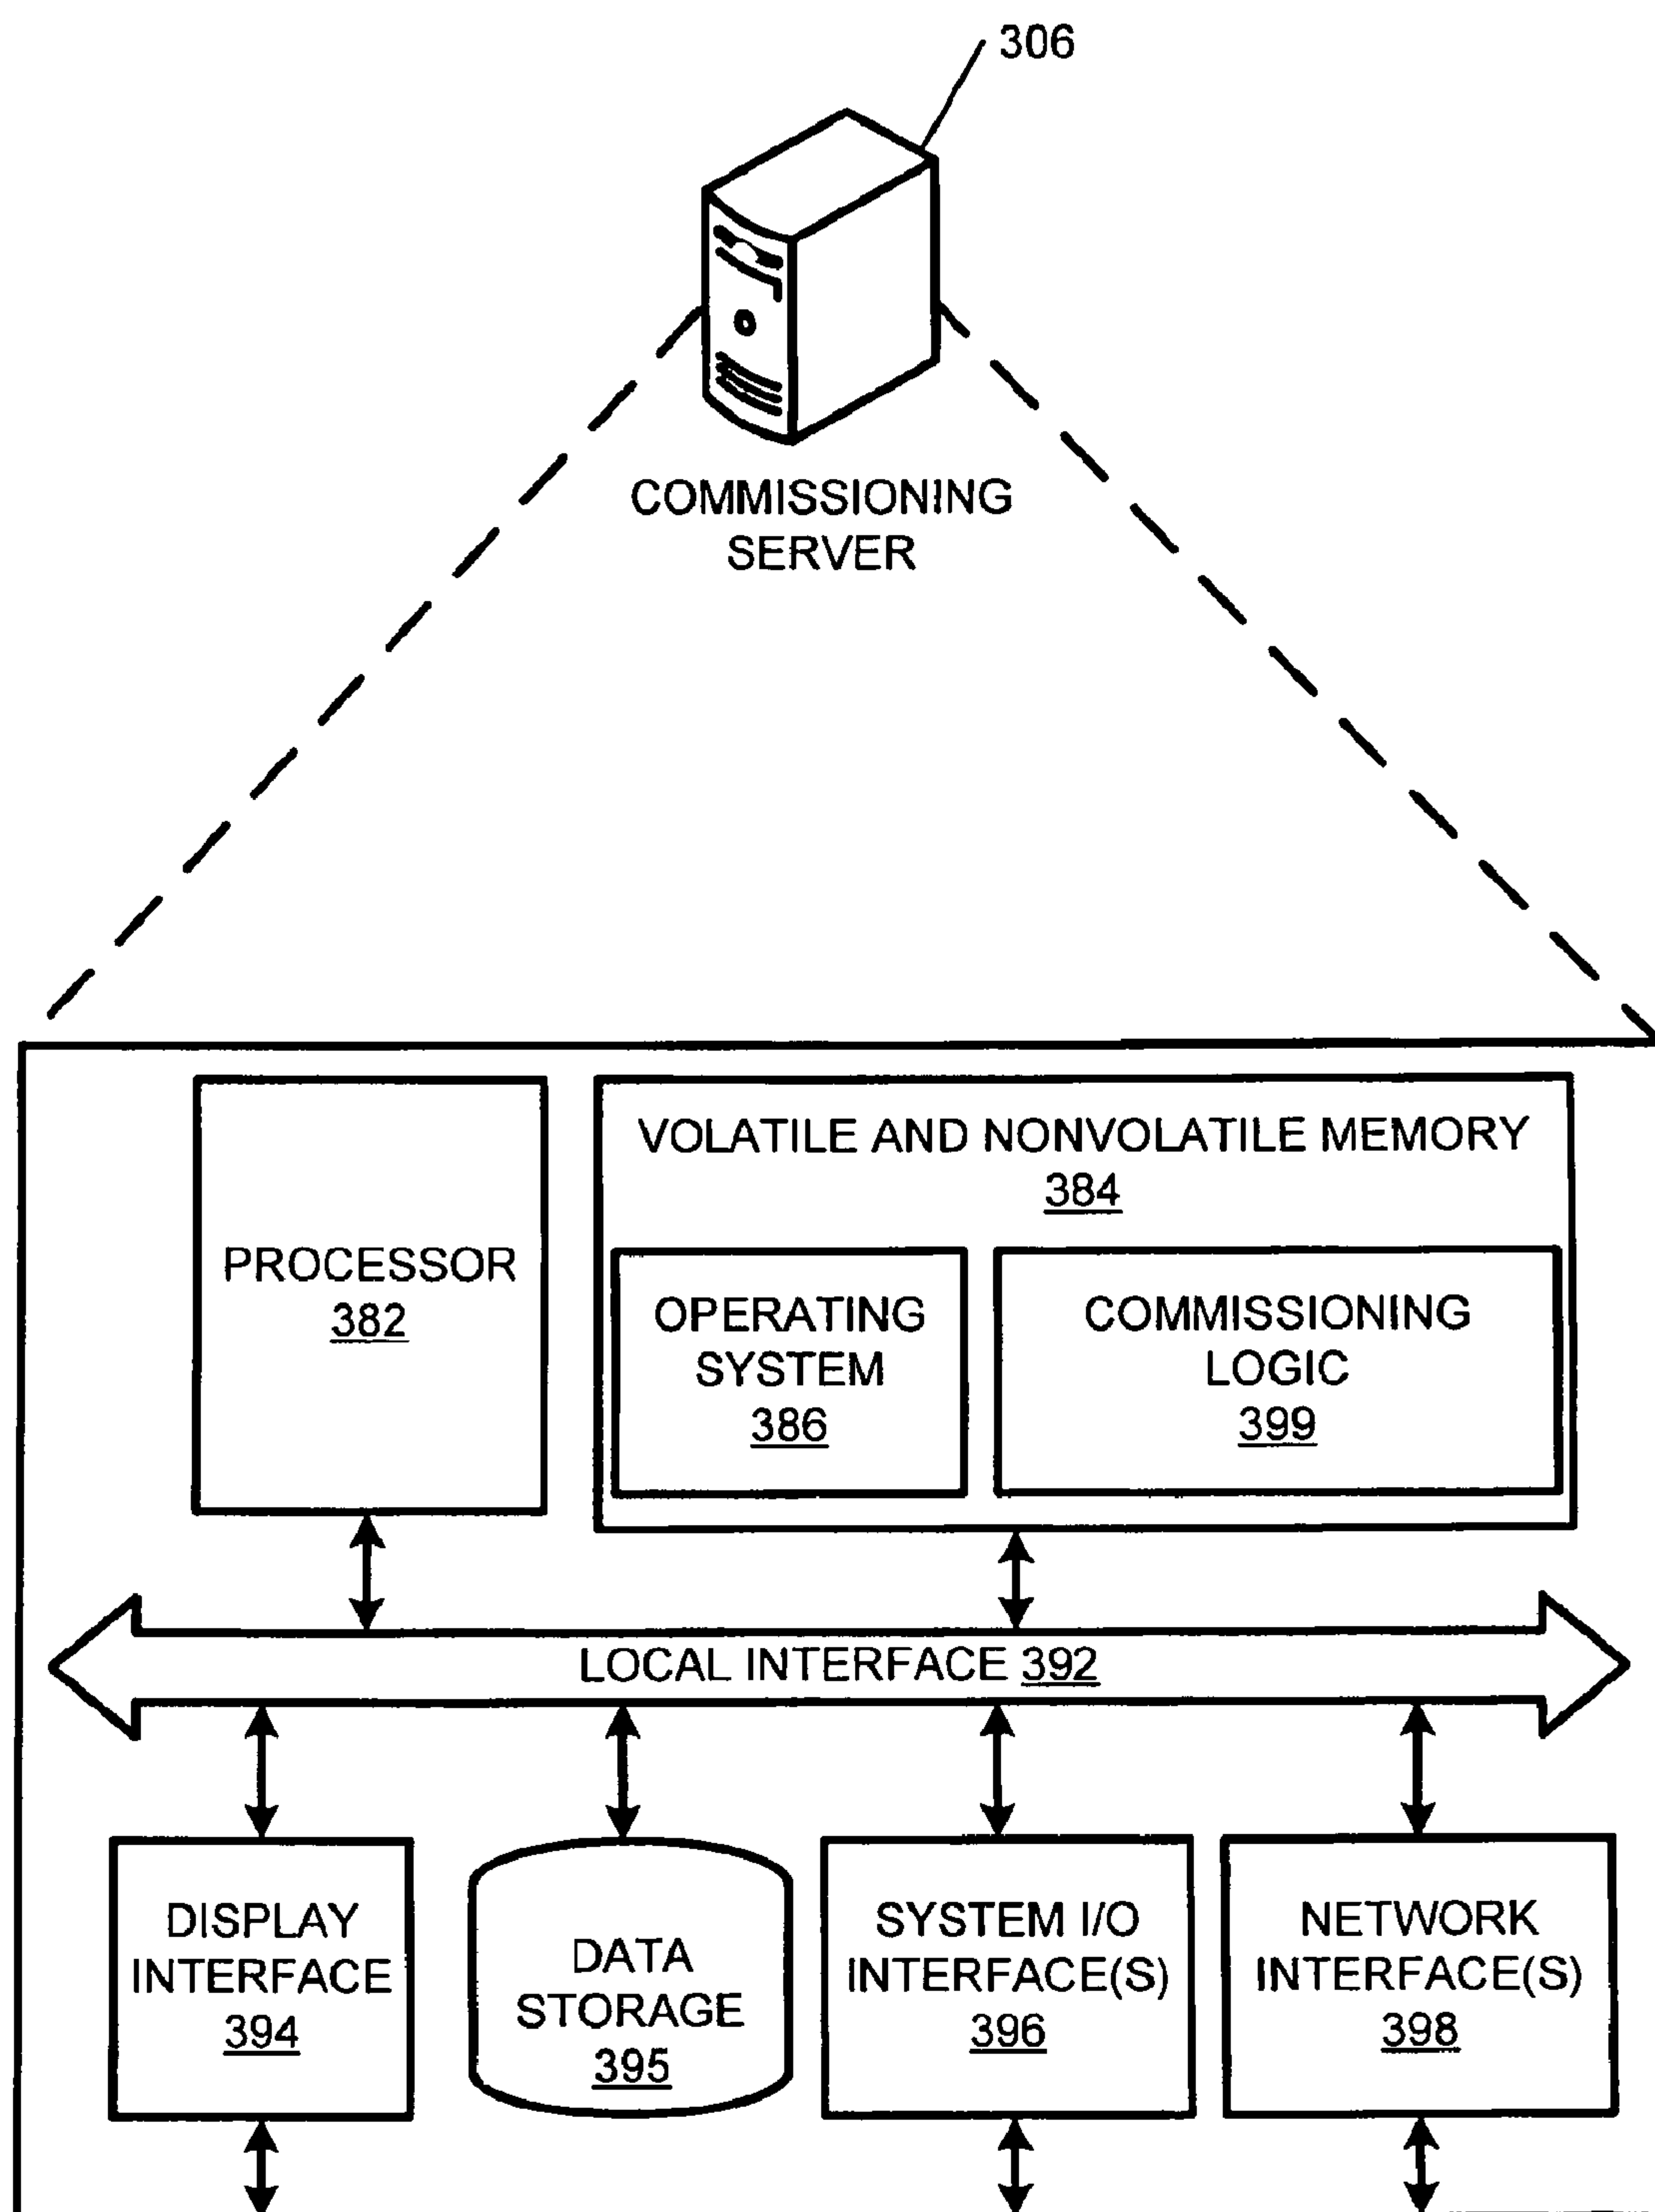 306
COMMISSIONING
SERVER
VOLATILE AND NONVOLATILE MEMORY
384
PROCESSOR
382
OPERATING
SYSTEM
386
COMMISSIONING
LOGIC
399
LOCAL INTERFACE 392
DISPLAY
INTERFACE
394
DATA
STORAGE
395
SYSTEM I/O
INTERFACE(S)
396
NETWORK
INTERFACE(S)
398